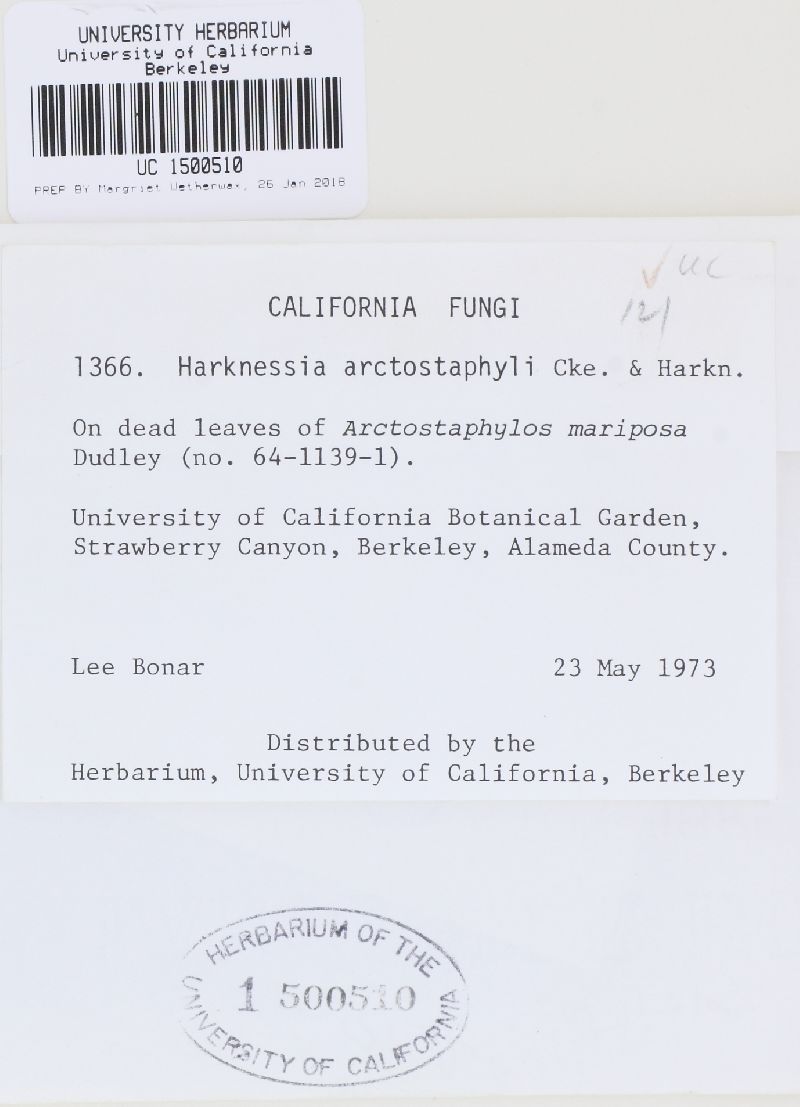 UNIVERSITY HERBARIUM
University of California
Berkeley
UC 1500510
PREP BY Margriet Wetherwax, 26 Jan 2018
UC
121
CALIFORNIA FUNGI
1366. Harknessia arctostaphyli Cke. & Harkn.
On dead leaves of Arctostaphylos mariposa
Dudley (no. 64-1139-1).
University of California Botanical Garden,
Strawberry Canyon, Berkeley, Alameda County.
Lee Bonar 23 May 1973
Distributed by the
Herbarium, University of California, Berkeley
HERBARIUM OF THE
1 500510
UNIVERSITY OF CALIFORNIA